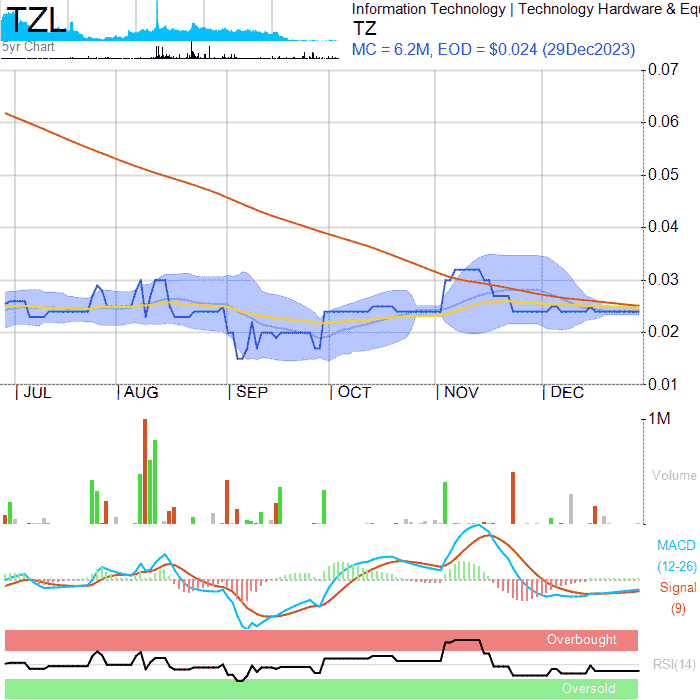 TZL
5yr Chart
Information Technology | Technology Hardware & Equ
TZ
MC = 6.2M, EOD = $0.024 (29Dec2023)
0.07
0.06
0.05
0.04
0.03
0.02
0.01
JUL
AUG
SEP
OCT
NOV
DEC
1M
Volume
MACD
(12-26)
Signal
(9)
Overbought
RSI(14)
Oversold